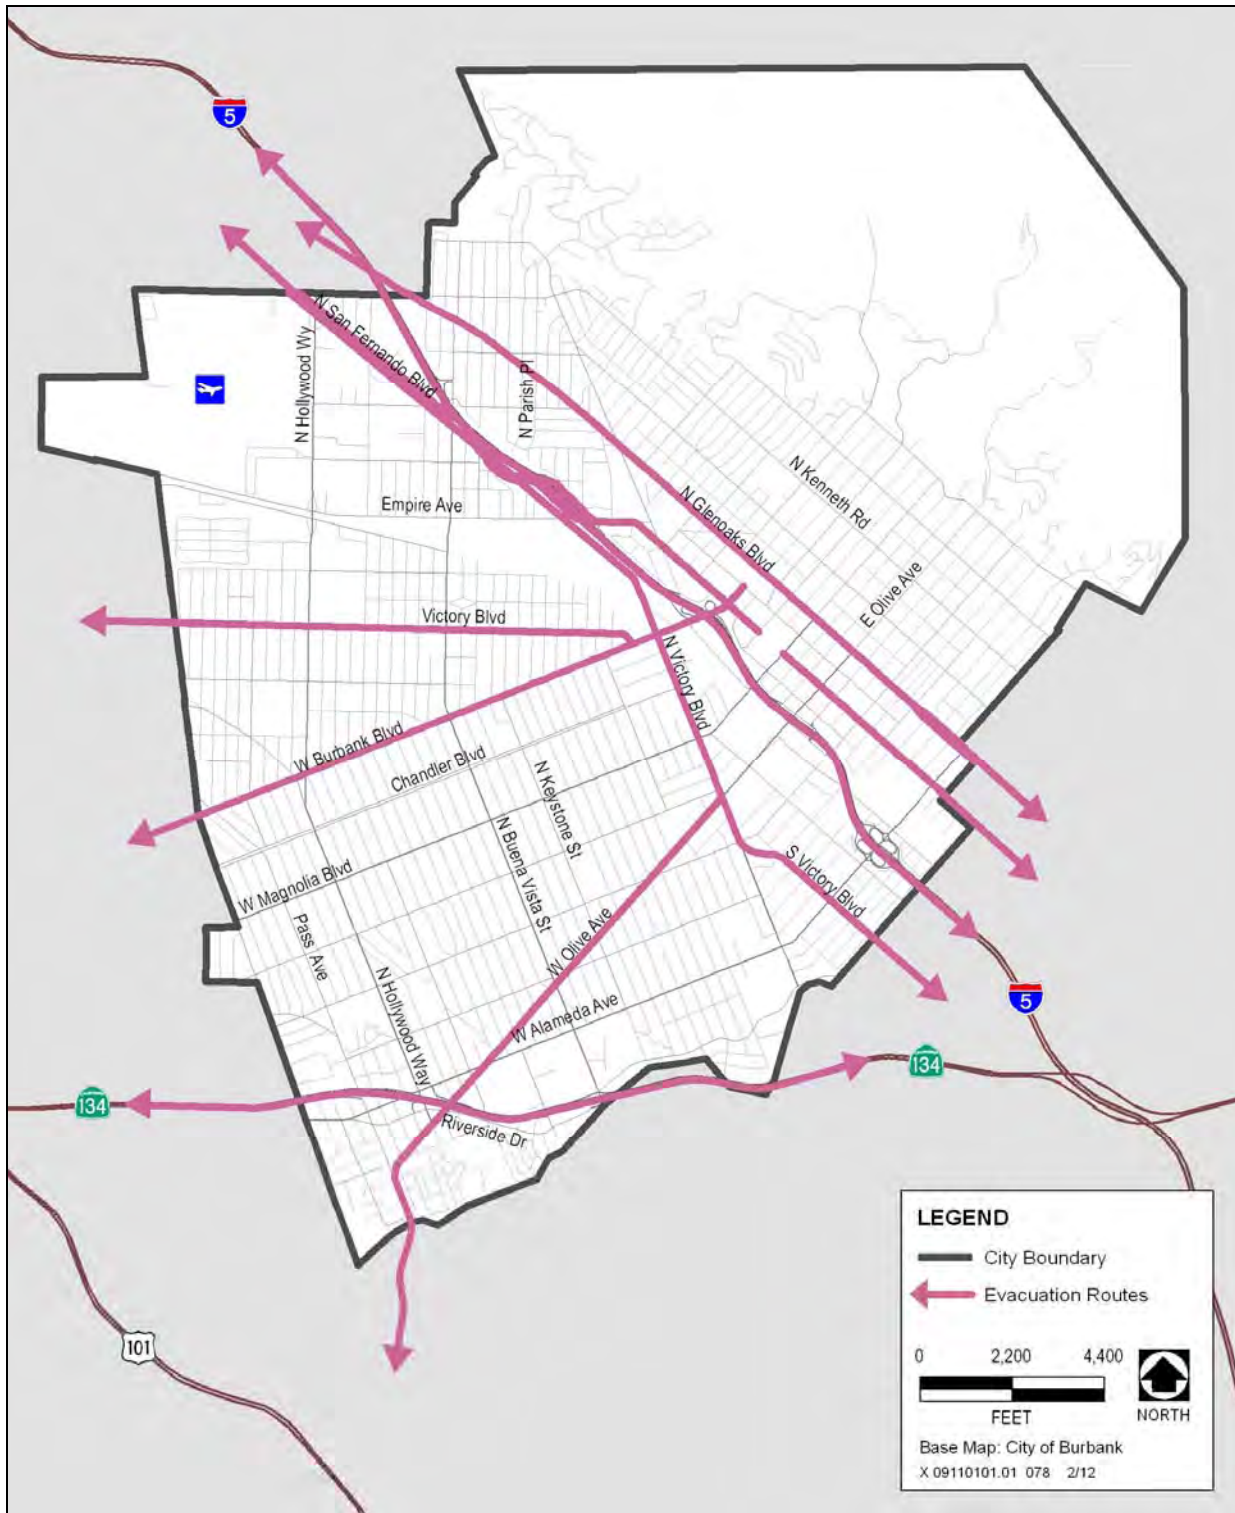 5
N San Fernando Blvd
N Hollywood Wy
N Parish Pl
N Kenneth Rd
Empire Ave
N Glenoaks Blvd
E Olive Ave
Victory Blvd
N Victory Blvd
W Burbank Blvd
Chandler Blvd
N Keystone St
N Buena Vista St
W Magnolia Blvd
S Victory Blvd
Pass Ave
W Olive Ave
N Hollywood Way
W Alameda Ave
5
134
134
Riverside Dr
101
LEGEND
City Boundary
Evacuation Routes
0 2,200 4,400
FEET
NORTH
Base Map: City of Burbank
X 09110101.01 078 2/12